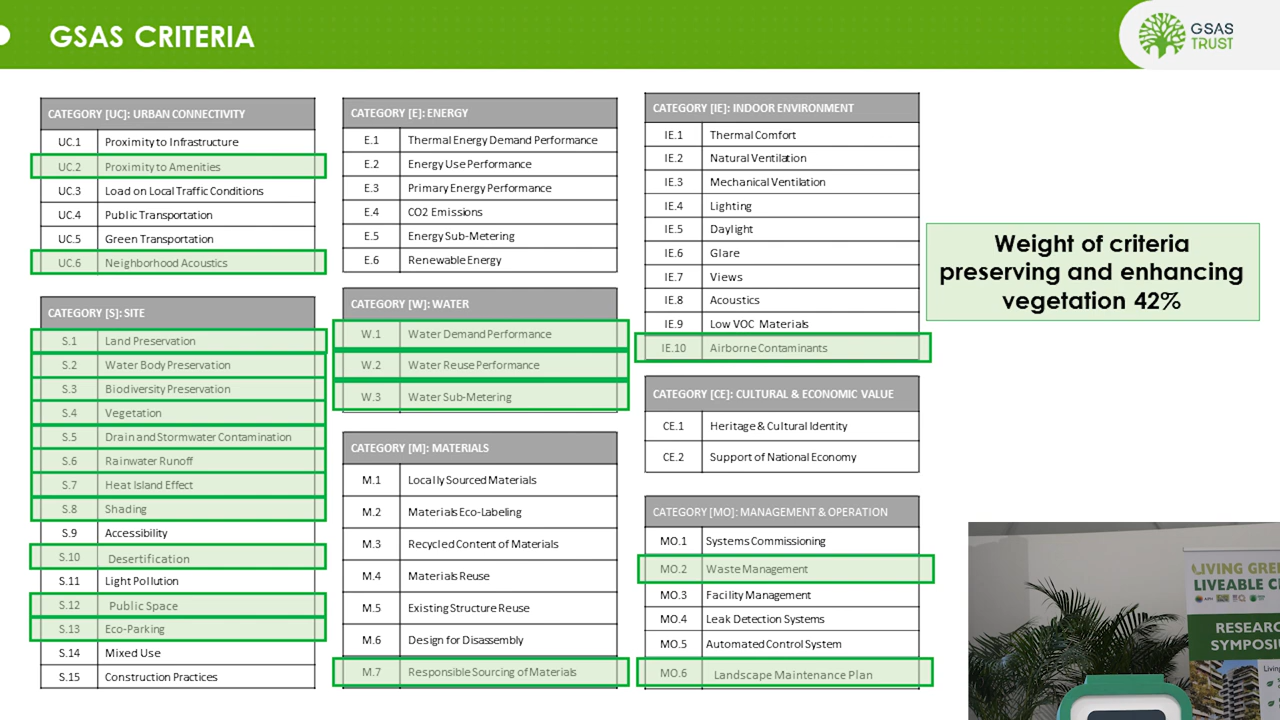 GSAS CRITERIA
GSAS
TRUST
CATEGORY [UC]: URBAN CONNECTIVITY
UC.1 Proximity to Infrastructure
UC.2 Proximity to Amenities
UC.3 Load on Local Traffic Conditions
UC.4 Public Transportation
UC.5 Green Transportation
UC.6 Neighborhood Acoustics
CATEGORY [S]: SITE
S.1 Land Preservation
S.2 Water Body Preservation
S.3 Biodiversity Preservation
S.4 Vegetation
S.5 Drain and Stormwater Contamination
S.6 Rainwater Runoff
S.7 Heat Island Effect
S.8 Shading
S.9 Accessibility
S.10 Desertification
S.11 Light Pollution
S.12 Public Space
S.13 Eco-Parking
S.14 Mixed Use
S.15 Construction Practices
CATEGORY [E]: ENERGY
E.1 Thermal Energy Demand Performance
E.2 Energy Use Performance
E.3 Primary Energy Performance
E.4 CO2 Emissions
E.5 Energy Sub-Metering
E.6 Renewable Energy
CATEGORY [W]: WATER
W.1 Water Demand Performance
W.2 Water Reuse Performance
W.3 Water Sub-Metering
CATEGORY [M]: MATERIALS
M.1 Locally Sourced Materials
M.2 Materials Eco-Labeling
M.3 Recycled Content of Materials
M.4 Materials Reuse
M.5 Existing Structure Reuse
M.6 Design for Disassembly
M.7 Responsible Sourcing of Materials
CATEGORY [IE]: INDOOR ENVIRONMENT
IE.1 Thermal Comfort
IE.2 Natural Ventilation
IE.3 Mechanical Ventilation
IE.4 Lighting
IE.5 Daylight
IE.6 Glare
IE.7 Views
IE.8 Acoustics
IE.9 Low VOC Materials
IE.10 Airborne Contaminants
CATEGORY [CE]: CULTURAL & ECONOMIC VALUE
CE.1 Heritage & Cultural Identity
CE.2 Support of National Economy
CATEGORY [MO]: MANAGEMENT & OPERATION
MO.1 Systems Commissioning
MO.2 Waste Management
MO.3 Facility Management
MO.4 Leak Detection Systems
MO.5 Automated Control System
MO.6 Landscape Maintenance Plan
Weight of criteria
preserving and enhancing
vegetation 42%
LIVING GREE
LIVEABLE C
RESEARC
SYMPOSIU